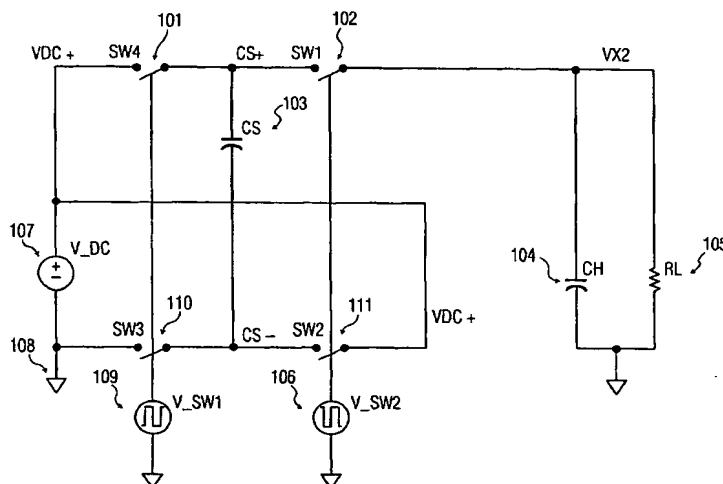 101
102
VDC +
SW4
CS+
SW1
VX2
CS
103
107
V_DC
+
−
104
CH
RL
105
110
111
VDC +
SW3
CS −
SW2
108
109
V_SW1
106
V_SW2